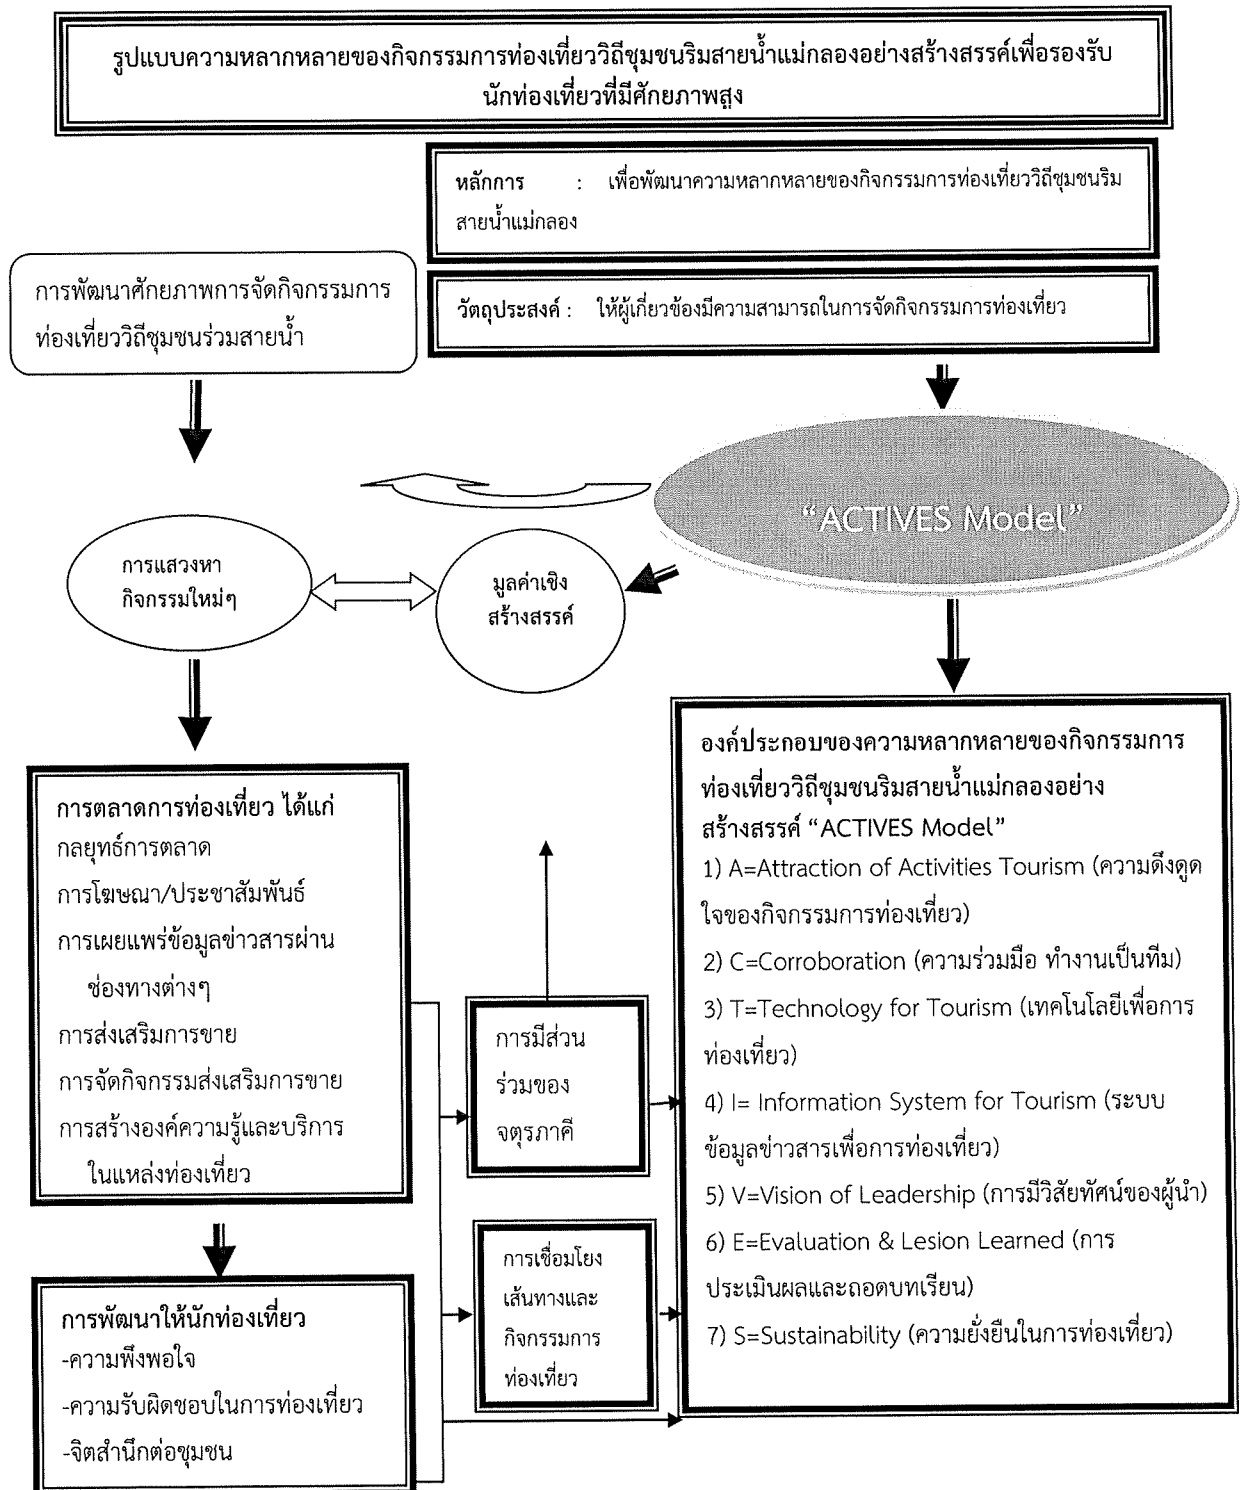 รูปแบบความหลากหลายของกิจกรรมการท่องเที่ยววิถีชุมชนริมสายน้ำแม่กลองอย่างสร้างสรรค์เพื่อรองรับ
นักท่องเที่ยวที่มีศักยภาพสูง
หลักการ : เพื่อพัฒนาความหลากหลายของกิจกรรมการท่องเที่ยววิถีชุมชนริม
สายน้ำแม่กลอง
การพัฒนาศักยภาพการจัดกิจกรรมการ
ท่องเที่ยววิถีชุมชนร่วมสายน้ำ
วัตถุประสงค์ : ให้ผู้เกี่ยวข้องมีความสามารถในการจัดกิจกรรมการท่องเที่ยว
“ACTIVES Model”
การแสวงหา
กิจกรรมใหม่ๆ
มูลค่าเชิง
สร้างสรรค์
การตลาดการท่องเที่ยว ได้แก่
กลยุทธ์การตลาด
การโฆษณา/ประชาสัมพันธ์
การเผยแพร่ข้อมูลข่าวสารผ่าน
ช่องทางต่างๆ
การส่งเสริมการขาย
การจัดกิจกรรมส่งเสริมการขาย
การสร้างองค์ความรู้และบริการ
ในแหล่งท่องเที่ยว
การพัฒนาให้นักท่องเที่ยว
-ความพึงพอใจ
-ความรับผิดชอบในการท่องเที่ยว
-จิตสำนึกต่อชุมชน
การมีส่วน
ร่วมของ
จตุรภาคี
การเชื่อมโยง
เส้นทางและ
กิจกรรมการ
ท่องเที่ยว
องค์ประกอบของความหลากหลายของกิจกรรมการ
ท่องเที่ยววิถีชุมชนริมสายน้ำแม่กลองอย่าง
สร้างสรรค์ “ACTIVES Model”
1) A=Attraction of Activities Tourism (ความดึงดูด
ใจของกิจกรรมการท่องเที่ยว)
2) C=Corroboration (ความร่วมมือ ทำงานเป็นทีม)
3) T=Technology for Tourism (เทคโนโลยีเพื่อการ
ท่องเที่ยว)
4) I= Information System for Tourism (ระบบ
ข้อมูลข่าวสารเพื่อการท่องเที่ยว)
5) V=Vision of Leadership (การมีวิสัยทัศน์ของผู้นำ)
6) E=Evaluation & Lesion Learned (การ
ประเมินผลและถอดบทเรียน)
7) S=Sustainability (ความยั่งยืนในการท่องเที่ยว)